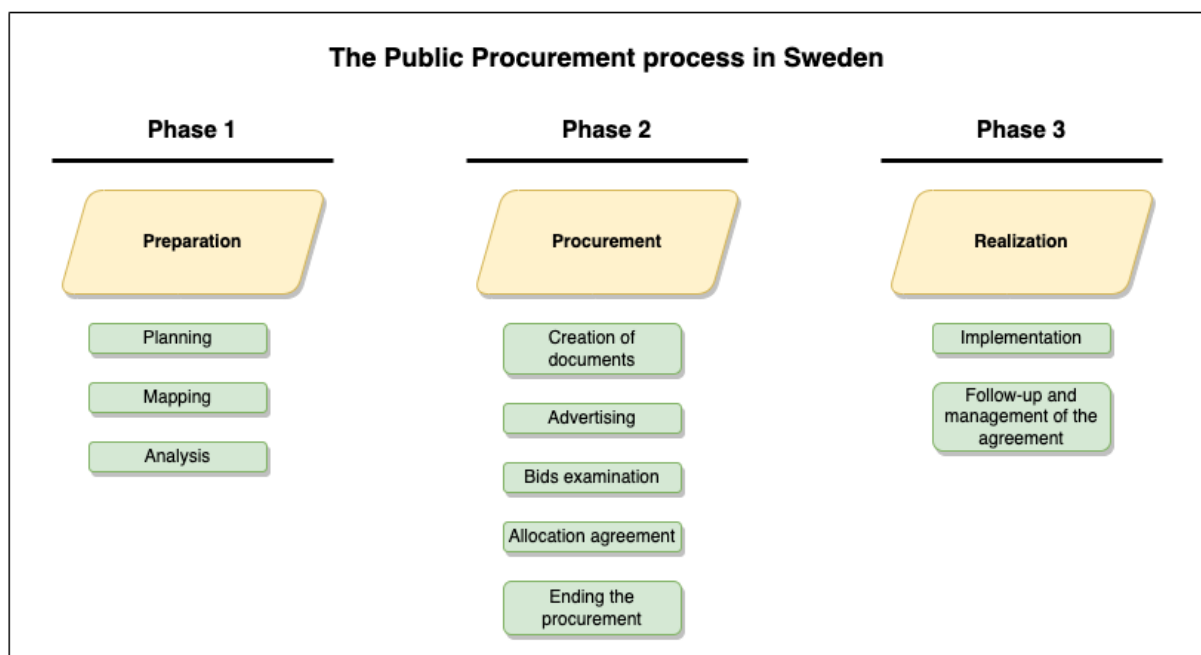 The Public Procurement process in Sweden
Phase 1
Preparation
Planning
Mapping
Analysis
Phase 2
Procurement
Creation of
documents
Advertising
Bids examination
Allocation agreement
Ending the
procurement
Phase 3
Realization
Implementation
Follow-up and
management of the
agreement